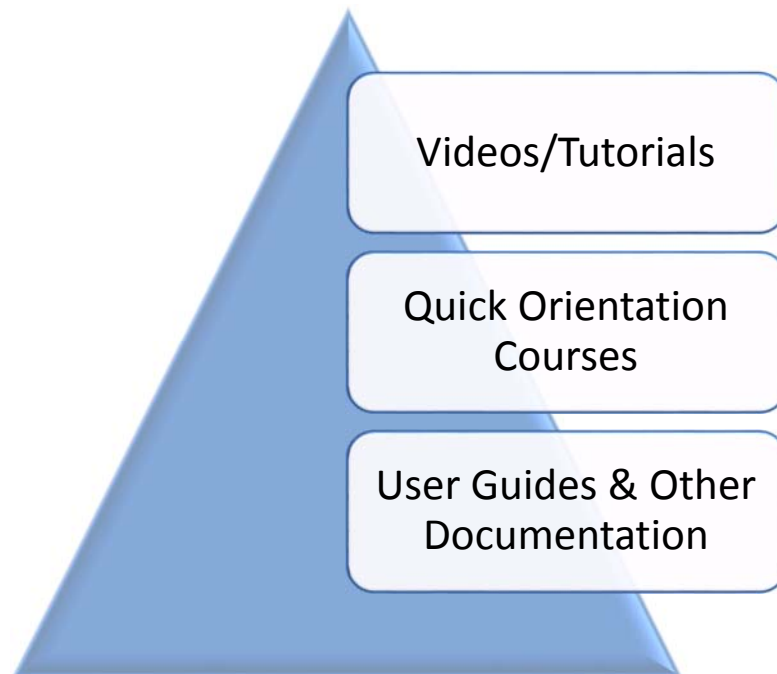 Videos/Tutorials
Quick Orientation
Courses
User Guides & Other
Documentation